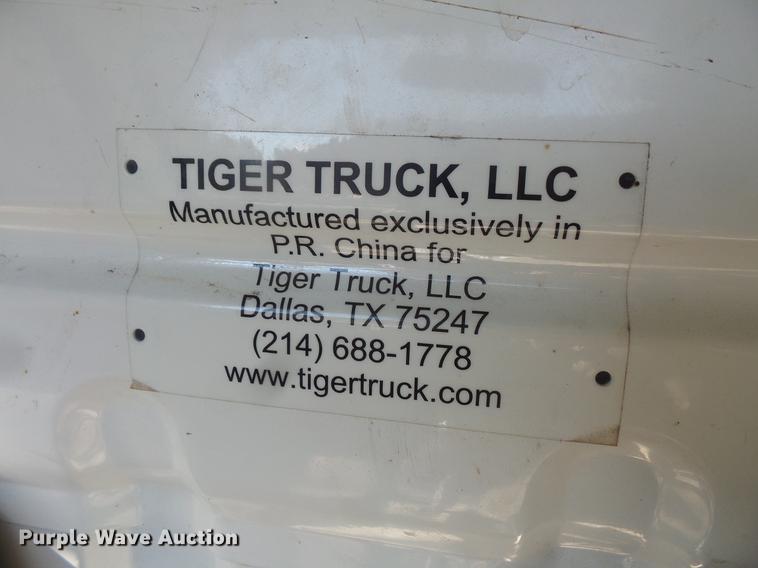 TIGER TRUCK, LLC
Manufactured exclusively in
P.R. China for
Tiger Truck, LLC
Dallas, TX 75247
(214) 688-1778
www.tigertruck.com
Purple Wave Auction